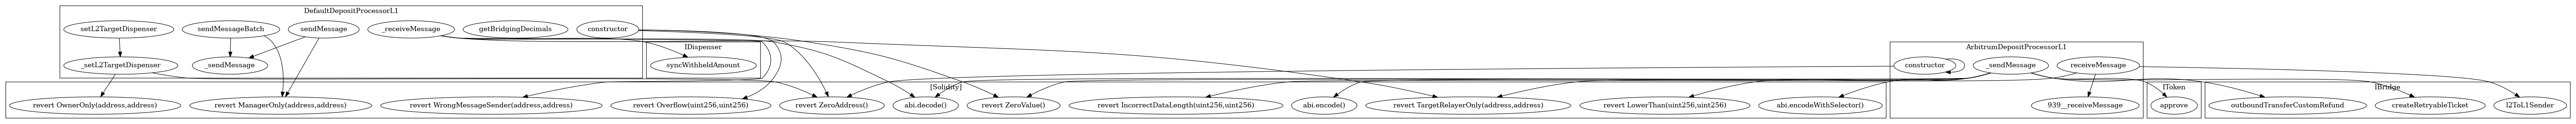 DefaultDepositProcessorL1
setL2TargetDispenser
sendMessageBatch
sendMessage
_receiveMessage
getBridgingDecimals
constructor
_setL2TargetDispenser
_sendMessage
IDispenser
syncWithheldAmount
ArbitrumDepositProcessorL1
constructor
_sendMessage
receiveMessage
939__receiveMessage
[Solidity]
revert OwnerOnly(address,address)
revert ManagerOnly(address,address)
revert WrongMessageSender(address,address)
revert Overflow(uint256,uint256)
revert ZeroAddress()
abi.decode()
revert ZeroValue()
revert IncorrectDataLength(uint256,uint256)
abi.encode()
revert TargetRelayerOnly(address,address)
revert LowerThan(uint256,uint256)
abi.encodeWithSelector()
IToken
approve
IBridge
outboundTransferCustomRefund
createRetryableTicket
l2ToL1Sender